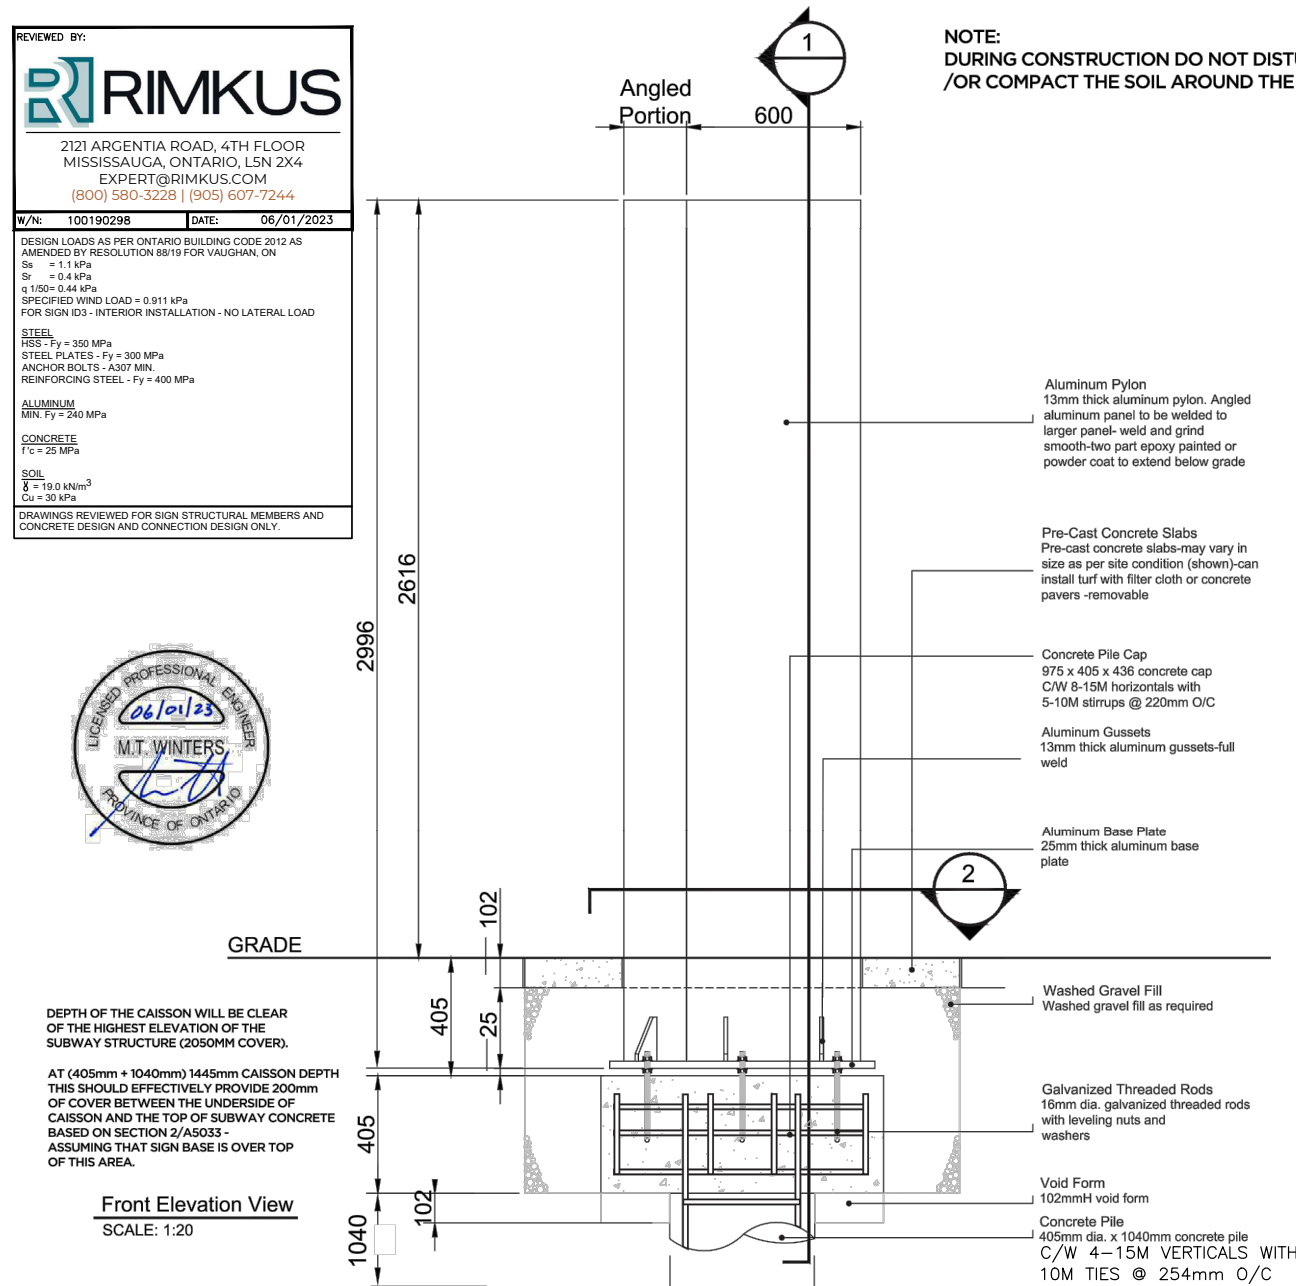 REVIEWED BY:
RIMKUS
2121 ARGENTIA ROAD, 4TH FLOOR
MISSISSAUGA, ONTARIO, L5N 2X4
EXPERT@RIMKUS.COM
(800) 580-3228 | (905) 607-7244
W/N: 100190298 DATE: 06/01/2023
DESIGN LOADS AS PER ONTARIO BUILDING CODE 2012 AS
AMENDED BY RESOLUTION 88/19 FOR VAUGHAN, ON
Ss = 1.1 kPa
Sr = 0.4 kPa
q 1/50= 0.44 kPa
SPECIFIED WIND LOAD = 0.911 kPa
FOR SIGN ID3 - INTERIOR INSTALLATION - NO LATERAL LOAD
STEEL
HSS - Fy = 350 MPa
STEEL PLATES - Fy = 300 MPa
ANCHOR BOLTS - A307 MIN.
REINFORCING STEEL - Fy = 400 MPa
ALUMINUM
MIN. Fy = 240 MPa
CONCRETE
f'c = 25 MPa
SOIL
ɣ = 19.0 kN/m³
Cu = 30 kPa
DRAWINGS REVIEWED FOR SIGN STRUCTURAL MEMBERS AND
CONCRETE DESIGN AND CONNECTION DESIGN ONLY.
LICENSED PROFESSIONAL ENGINEER
06/01/23
M.T. WINTERS
PROVINCE OF ONTARIO
NOTE:
DURING CONSTRUCTION DO NOT DISTU
/OR COMPACT THE SOIL AROUND THE
1
Angled
Portion
600
2616
2996
Aluminum Pylon
13mm thick aluminum pylon. Angled
aluminum panel to be welded to
larger panel- weld and grind
smooth-two part epoxy painted or
powder coat to extend below grade
Pre-Cast Concrete Slabs
Pre-cast concrete slabs-may vary in
size as per site condition (shown)-can
install turf with filter cloth or concrete
pavers -removable
Concrete Pile Cap
975 x 405 x 436 concrete cap
C/W 8-15M horizontals with
5-10M stirrups @ 220mm O/C
Aluminum Gussets
13mm thick aluminum gussets-full
weld
Aluminum Base Plate
25mm thick aluminum base
plate
2
102
GRADE
405
25
Washed Gravel Fill
Washed gravel fill as required
Galvanized Threaded Rods
16mm dia. galvanized threaded rods
with leveling nuts and
washers
405
Void Form
102mmH void form
102
1040
Concrete Pile
405mm dia. x 1040mm concrete pile
C/W 4-15M VERTICALS WITH
10M TIES @ 254mm O/C
DEPTH OF THE CAISSON WILL BE CLEAR
OF THE HIGHEST ELEVATION OF THE
SUBWAY STRUCTURE (2050MM COVER).
AT (405mm + 1040mm) 1445mm CAISSON DEPTH
THIS SHOULD EFFECTIVELY PROVIDE 200mm
OF COVER BETWEEN THE UNDERSIDE OF
CAISSON AND THE TOP OF SUBWAY CONCRETE
BASED ON SECTION 2/A5033 -
ASSUMING THAT SIGN BASE IS OVER TOP
OF THIS AREA.
Front Elevation View
SCALE: 1:20